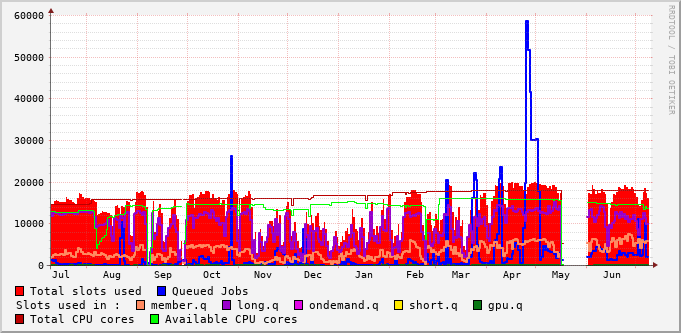 60000
50000
40000
30000
20000
10000
0
Jul Aug Sep Oct Nov Dec Jan Feb Mar Apr May Jun
RRDTOOL / TOBI OETIKER
Total slots used Queued Jobs
Slots used in : member.q long.q ondemand.q short.q gpu.q
Total CPU cores Available CPU cores